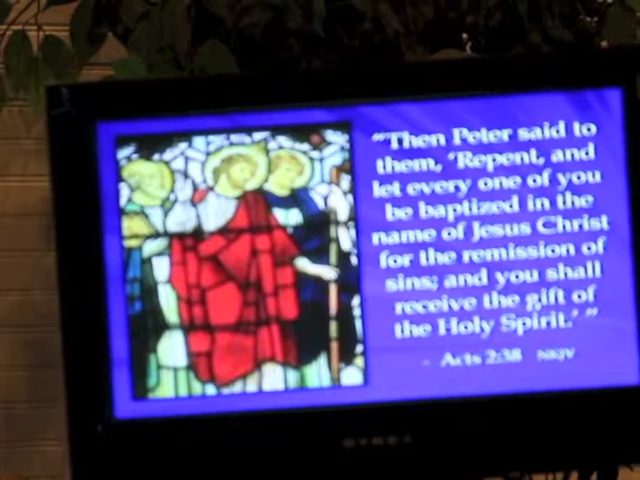 "Then Peter said to
them, 'Repent, and
let every one of you
be baptized in the
name of Jesus Christ
for the remission of
sins; and you shall
receive the gift of
the Holy Spirit.' "
- Acts 2:38 NKJV